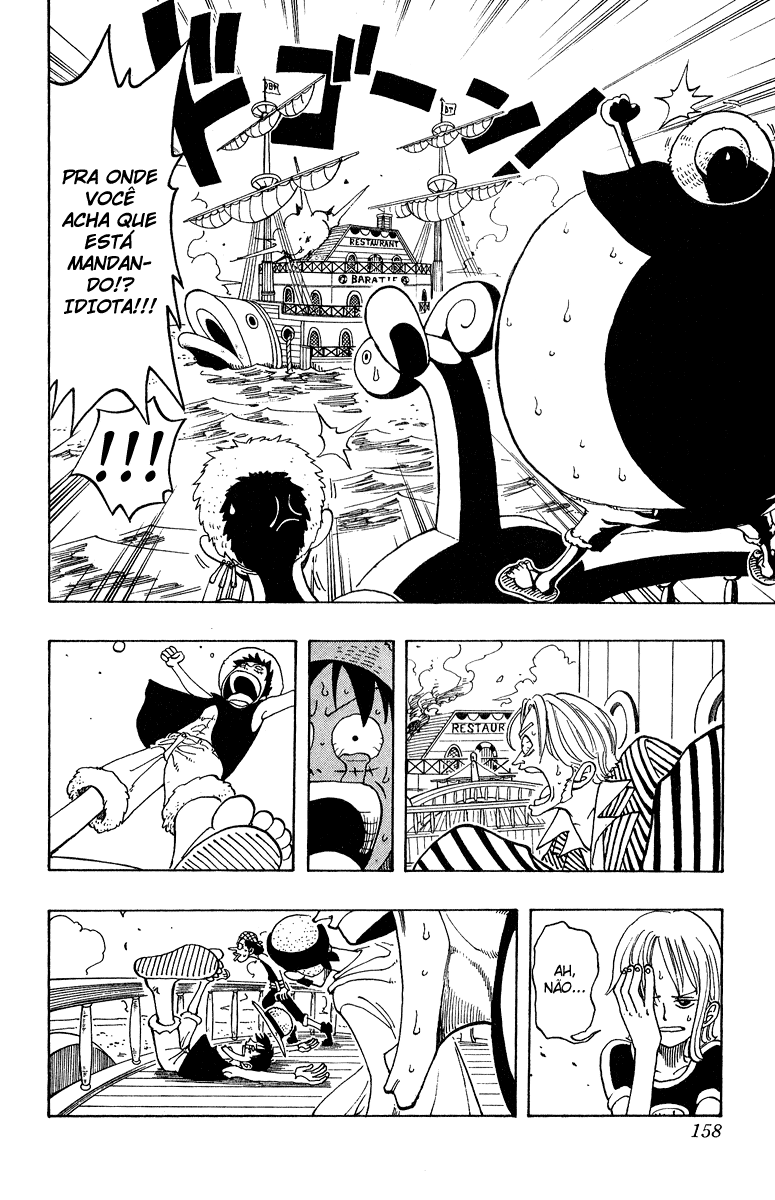 ドゴーン!
PRA ONDE
VOCÊ
ACHA QUE
ESTÁ
MANDAN-
DO!?
IDIOTA!!!
!!!
RESTAURANT
BARATIE
RESTAUR
AH,
NÃO...
158